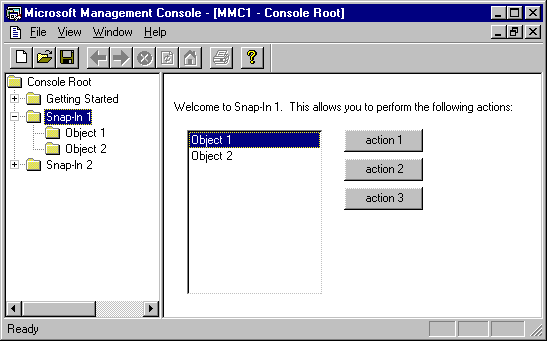 Microsoft Management Console - [MMC1 - Console Root]
File View Window Help
?
Console Root
Getting Started
Snap-In 1
Object 1
Object 2
Snap-In 2
Welcome to Snap-In 1. This allows you to perform the following actions:
Object 1
Object 2
action 1
action 2
action 3
Ready